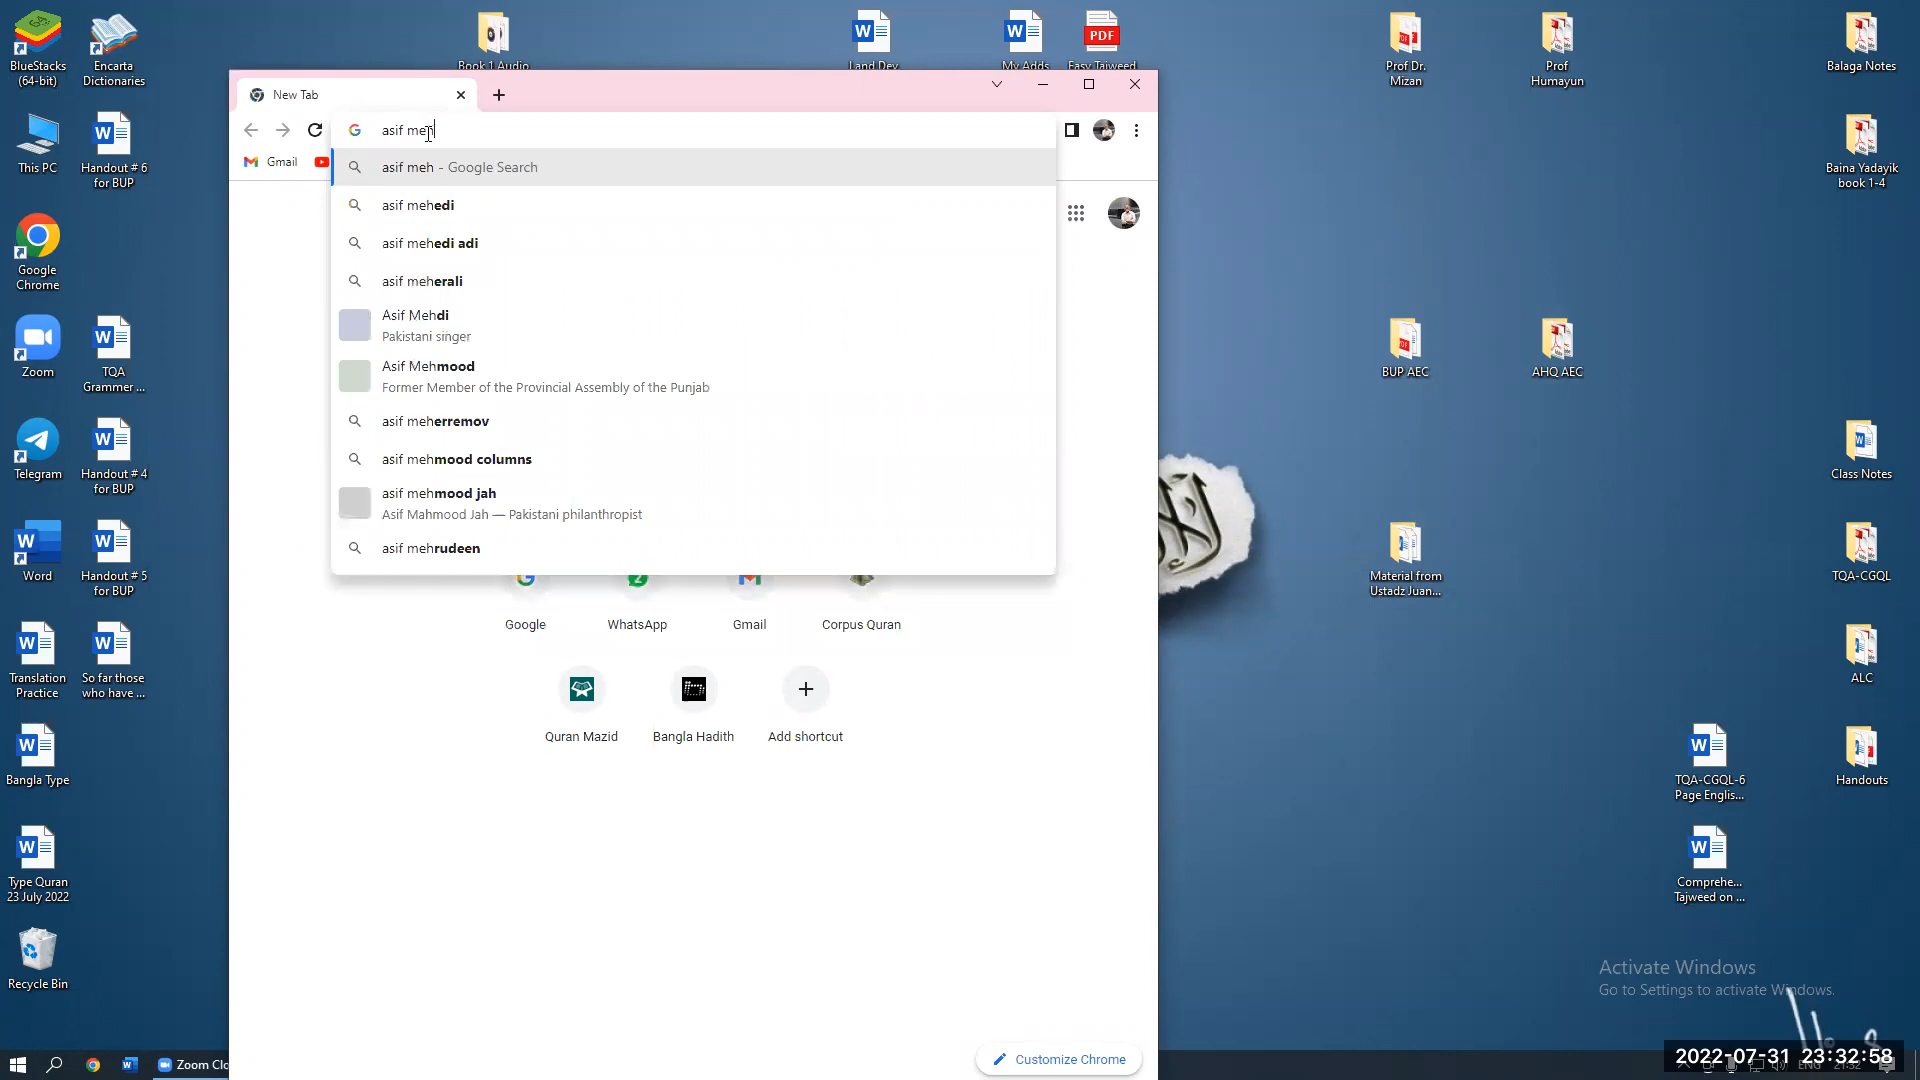 BlueStacks
(64-bit)
Encarta
Dictionaries
Book 1 Audio
Land Dev
My Adds
PDF
Easy Tajweed
Prof Dr.
Mizan
Prof
Humayun
Balaga Notes
New Tab
asif meh
Gmail
asif meh - Google Search
asif mehedi
asif mehedi adi
asif meherali
Asif Mehdi
Pakistani singer
Asif Mehmood
Former Member of the Provincial Assembly of the Punjab
asif meherremov
asif mehmood columns
asif mehmood jah
Asif Mahmood Jah — Pakistani philanthropist
asif mehrudeen
Google
WhatsApp
Gmail
Corpus Quran
Quran Mazid
Bangla Hadith
Add shortcut
Customize Chrome
This PC
Handout # 6
for BUP
Google
Chrome
Zoom
TQA
Grammer ...
Telegram
Handout # 4
for BUP
Word
Handout # 5
for BUP
Translation
Practice
So far those
who have ...
Bangla Type
Type Quran
23 July 2022
Recycle Bin
Baina Yadayik
book 1-4
BUP AEC
AHQ AEC
Class Notes
Material from
Ustadz Juan...
TQA-CGQL
ALC
TQA-CGQL-6
Page Englis...
Handouts
Comprehe...
Tajweed on ...
Activate Windows
Go to Settings to activate Windows.
Zoom Clo
2022-07-31 23:32:58